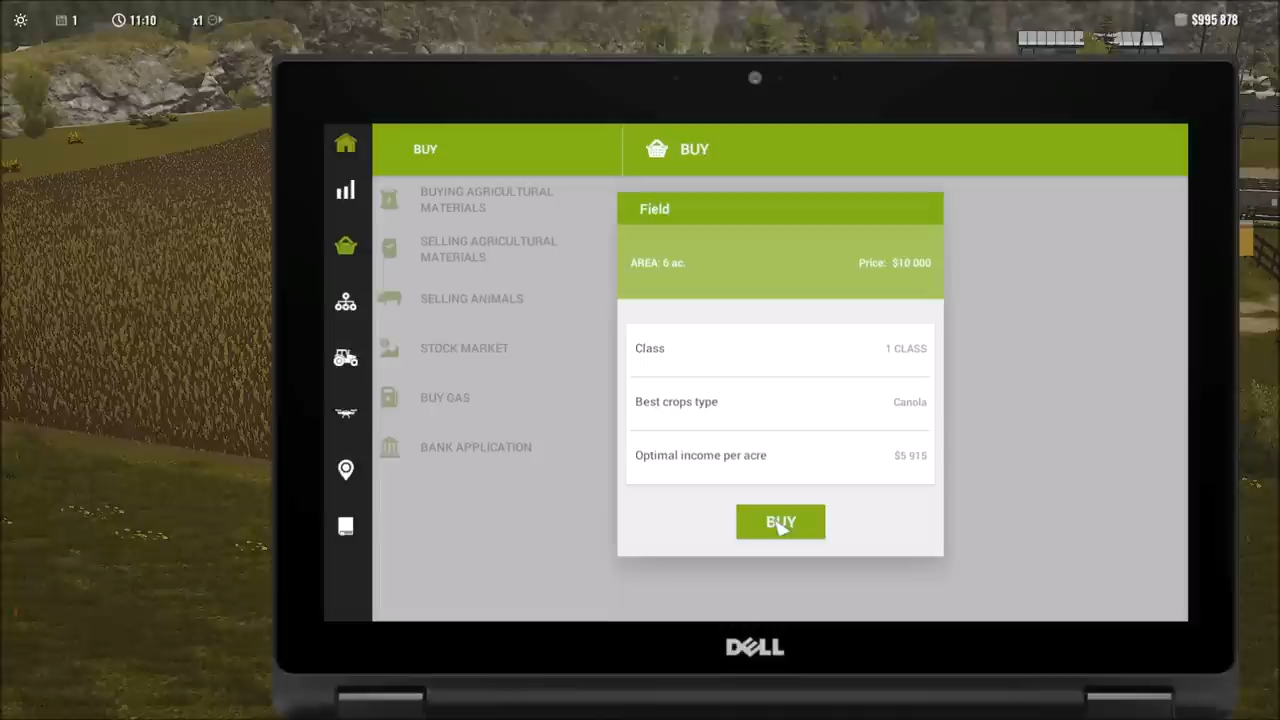 1 11:10 x1 $995 878
BUY BUY
BUYING AGRICULTURAL
MATERIALS
SELLING AGRICULTURAL
MATERIALS
SELLING ANIMALS
STOCK MARKET
BUY GAS
BANK APPLICATION
Field
AREA: 6 ac. Price: $10 000
Class 1 CLASS
Best crops type Canola
Optimal income per acre $5 915
BUY
DELL